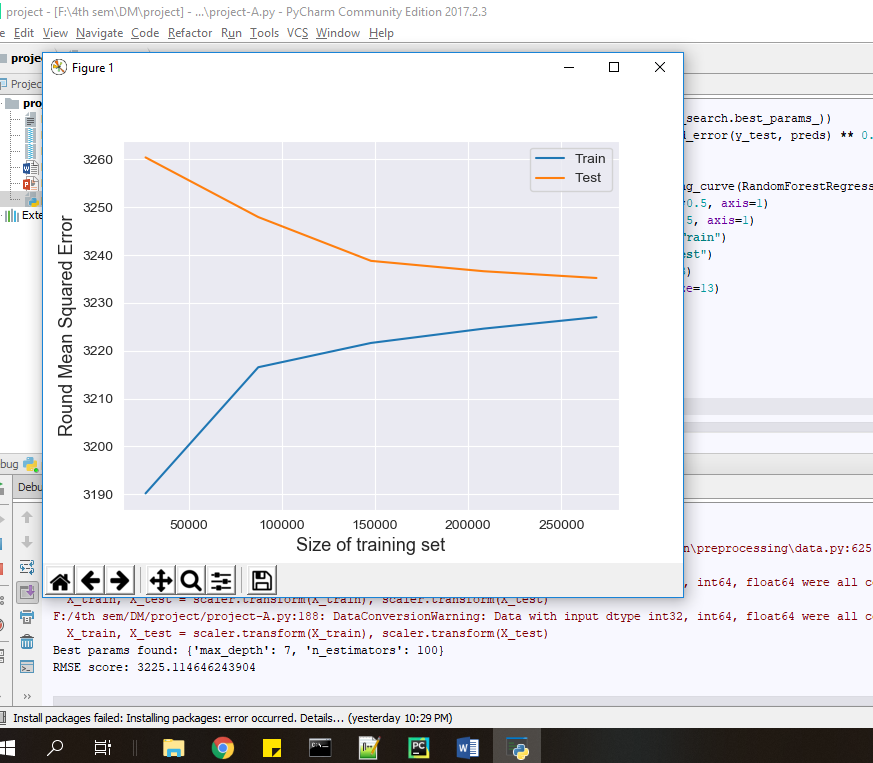 project - [F:\4th sem\DM\project] - ...\project-A.py - PyCharm Community Edition 2017.2.3
e Edit View Navigate Code Refactor Run Tools VCS Window Help
proje
Projec
pro
Exte
Figure 1
_search.best_params_))
_error(y_test, preds) ** 0.
ng_curve(RandomForestRegress
0.5, axis=1)
5, axis=1)
rain")
st")
)
e=13)
Train
Test
Round Mean Squared Error
3260
3250
3240
3230
3220
3210
3200
3190
50000 100000 150000 200000 250000
Size of training set
bug
Debu
n\preprocessing\data.py:625
, int64, float64 were all co
X_train, X_test = scaler.transform(X_train), scaler.transform(X_test)
F:/4th sem/DM/project/project-A.py:188: DataConversionWarning: Data with input dtype int32, int64, float64 were all co
X_train, X_test = scaler.transform(X_train), scaler.transform(X_test)
Best params found: {'max_depth': 7, 'n_estimators': 100}
RMSE score: 3225.114646243904
Install packages failed: Installing packages: error occurred. Details... (yesterday 10:29 PM)